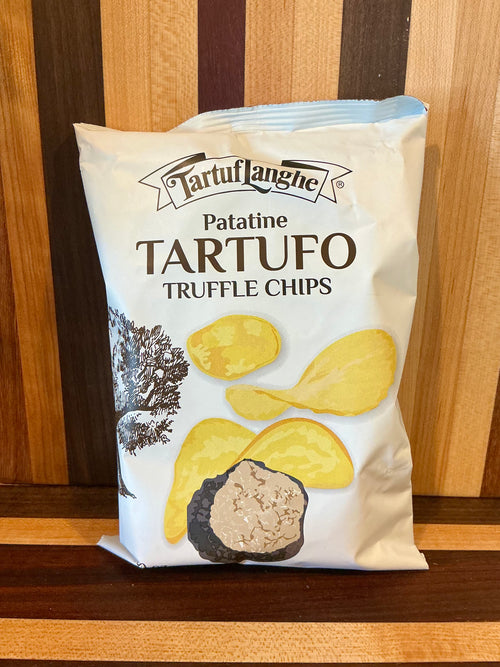 TartufLanghe®
Patatine
TARTUFO
TRUFFLE CHIPS